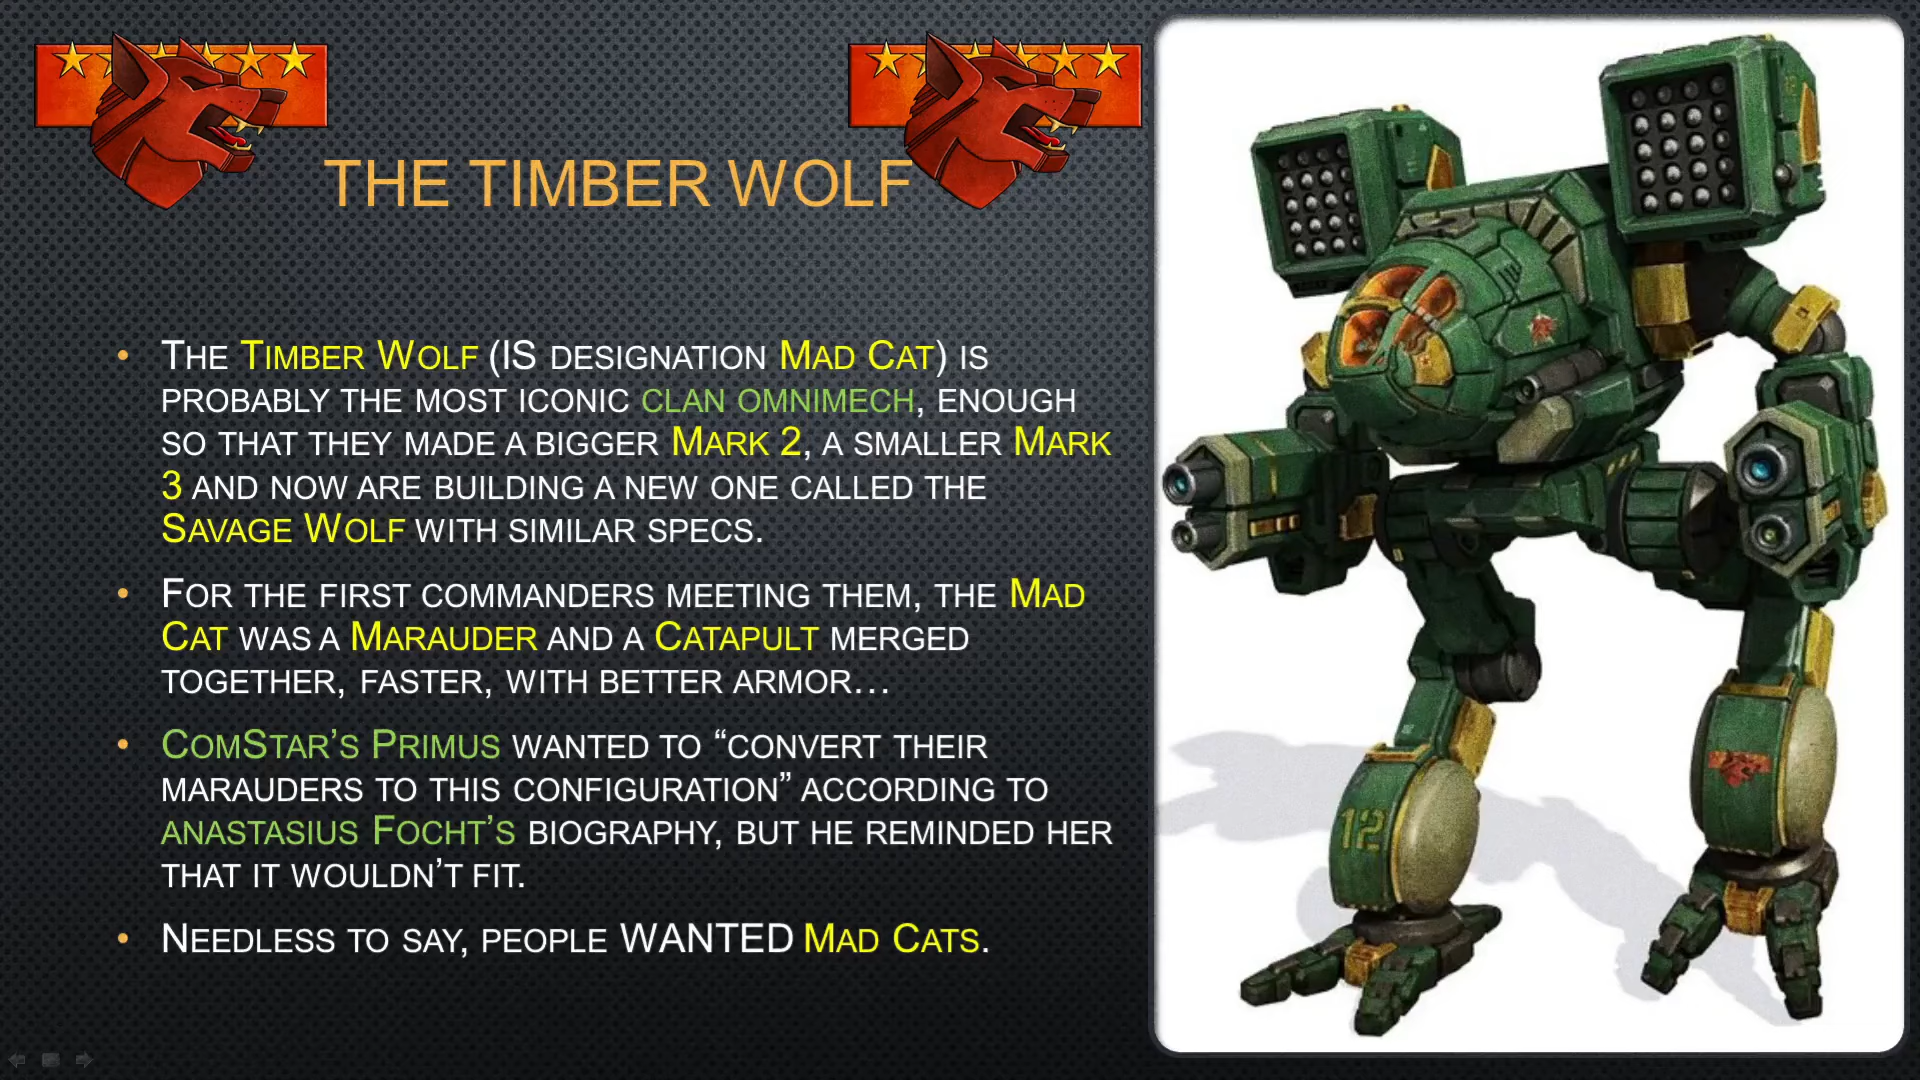 THE TIMBER WOLF
• THE TIMBER WOLF (IS DESIGNATION MAD CAT) IS
PROBABLY THE MOST ICONIC CLAN OMNIMECH, ENOUGH
SO THAT THEY MADE A BIGGER MARK 2, A SMALLER MARK
3 AND NOW ARE BUILDING A NEW ONE CALLED THE
SAVAGE WOLF WITH SIMILAR SPECS.
• FOR THE FIRST COMMANDERS MEETING THEM, THE MAD
CAT WAS A MARAUDER AND A CATAPULT MERGED
TOGETHER, FASTER, WITH BETTER ARMOR…
• COMSTAR’S PRIMUS WANTED TO “CONVERT THEIR
MARAUDERS TO THIS CONFIGURATION” ACCORDING TO
ANASTASIUS FOCHT’S BIOGRAPHY, BUT HE REMINDED HER
THAT IT WOULDN’T FIT.
• NEEDLESS TO SAY, PEOPLE WANTED MAD CATS.
12